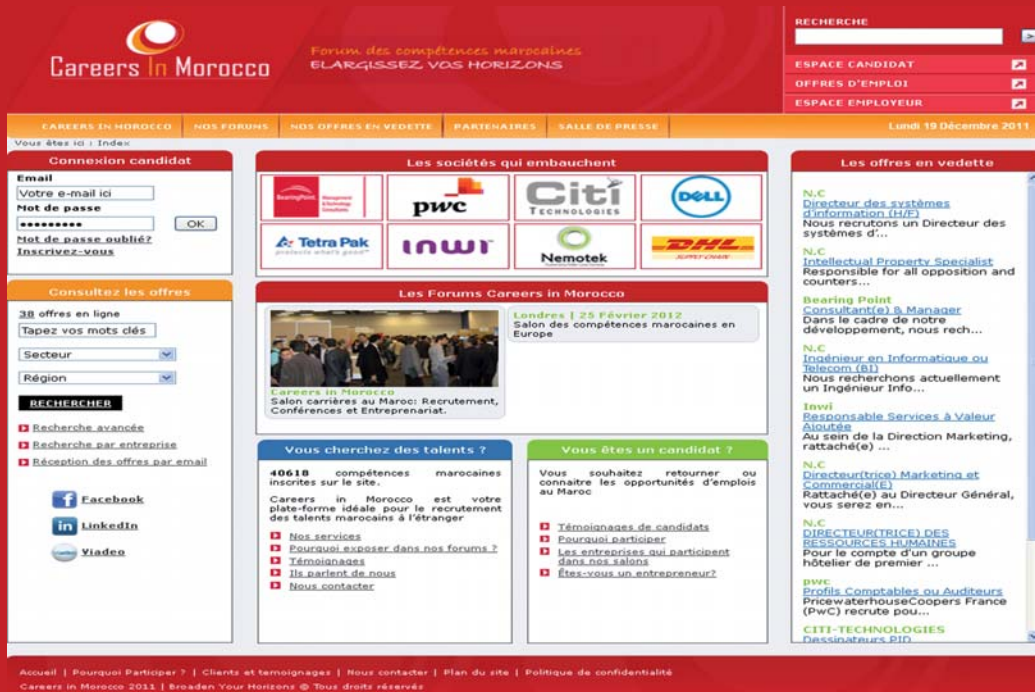 Careers In Morocco
Forum des compétences marocaines
ELARGISSEZ VOS HORIZONS
RECHERCHE
ESPACE CANDIDAT
OFFRES D'EMPLOI
ESPACE EMPLOYEUR
CAREERS IN MOROCCO
NOS FORUMS
NOS OFFRES EN VEDETTE
PARTENAIRES
SALLE DE PRESSE
Lundi 19 Décembre 2011
Vous êtes ici : Index
Connexion candidat
Email
Votre e-mail ici
Mot de passe
OK
Mot de passe oublié?
Inscrivez-vous
Consultez les offres
38 offres en ligne
Tapez vos mots clés
Secteur
Région
RECHERCHER
Recherche avancée
Recherche par entreprise
Réception des offres par email
Facebook
LinkedIn
Viadeo
Les sociétés qui embauchent
BearingPoint
Management
& Technology
Consultants
pwc
Citi
TECHNOLOGIES
DELL
Tetra Pak
protects what's good
inwi
Nemotek
DHL
SUPPLY CHAIN
Les Forums Careers in Morocco
Careers in Morocco
Salon carrières au Maroc: Recrutement,
Conférences et Entreprenariat.
Londres | 25 Février 2012
Salon des compétences marocaines en
Europe
Vous cherchez des talents ?
40618 compétences marocaines
inscrites sur le site.
Careers in Morocco est votre
plate-forme idéale pour le recrutement
des talents marocains à l'étranger
Nos services
Pourquoi exposer dans nos forums ?
Témoignages
Ils parlent de nous
Nous contacter
Vous êtes un candidat ?
Vous souhaitez retourner ou
connaitre les opportunités d'emplois
au Maroc
Témoignages de candidats
Pourquoi participer
Les entreprises qui participent
dans nos salons
Êtes-vous un entrepreneur?
Les offres en vedette
N.C
Directeur des systèmes
d'information (H/F)
Nous recrutons un Directeur des
systèmes d'...
N.C
Intellectual Property Specialist
Responsible for all opposition and
counters...
Bearing Point
Consultant(e) & Manager
Dans le cadre de notre
développement, nous rech...
N.C
Ingénieur en Informatique ou
Telecom (BI)
Nous recherchons actuellement
un Ingénieur Info...
Inwi
Responsable Services à Valeur
Ajoutée
Au sein de la Direction Marketing,
rattaché(e) ...
N.C
Directeur(trice) Marketing et
Commercial(E)
Rattaché(e) au Directeur Général,
vous serez en...
N.C
DIRECTEUR(TRICE) DES
RESSOURCES HUMAINES
Pour le compte d'un groupe
hôtelier de premier ...
pwc
Profils Comptables ou Auditeurs
PricewaterhouseCoopers France
(PwC) recrute pou...
CITI-TECHNOLOGIES
Dessinateurs PID
Accueil | Pourquoi Participer ? | Clients et temoignages | Nous contacter | Plan du site | Politique de confidentialité
Careers in Morocco 2011 | Broaden Your Horizons @ Tous droits réservés